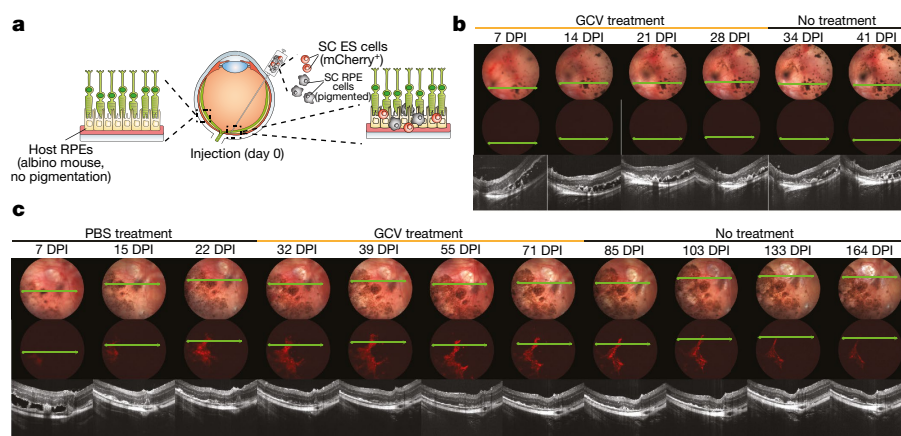 a
SC ES cells
(mCherry⁺)
SC RPE
cells
(pigmented)
Host RPEs
(albino mouse,
no pigmentation)
Injection (day 0)
b
GCV treatment
No treatment
7 DPI 14 DPI 21 DPI 28 DPI 34 DPI 41 DPI
c
PBS treatment
GCV treatment
No treatment
7 DPI 15 DPI 22 DPI 32 DPI 39 DPI 55 DPI 71 DPI 85 DPI 103 DPI 133 DPI 164 DPI